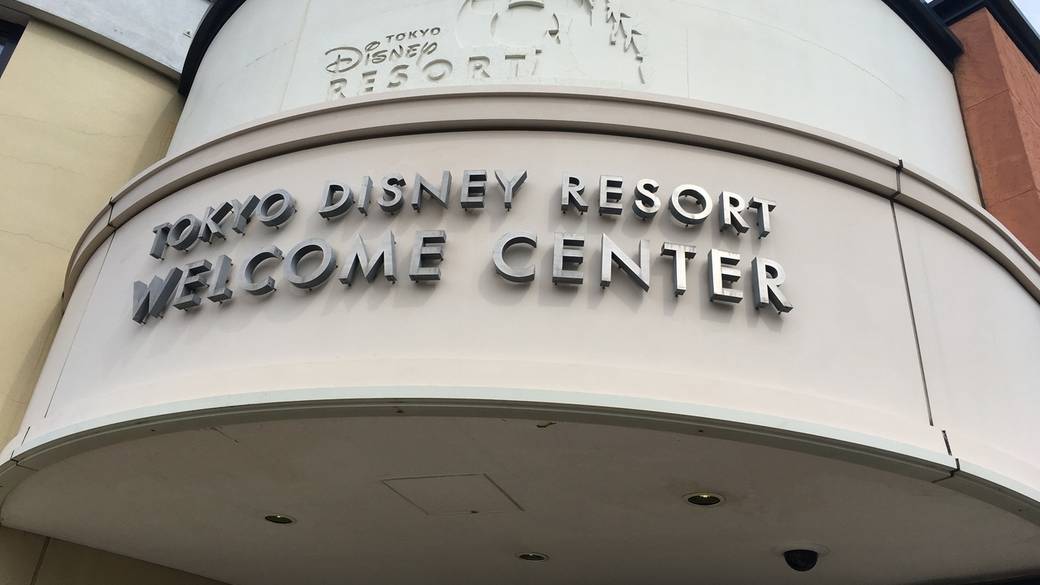 TOKYO
Disney
RESORT
TOKYO DISNEY RESORT
WELCOME CENTER